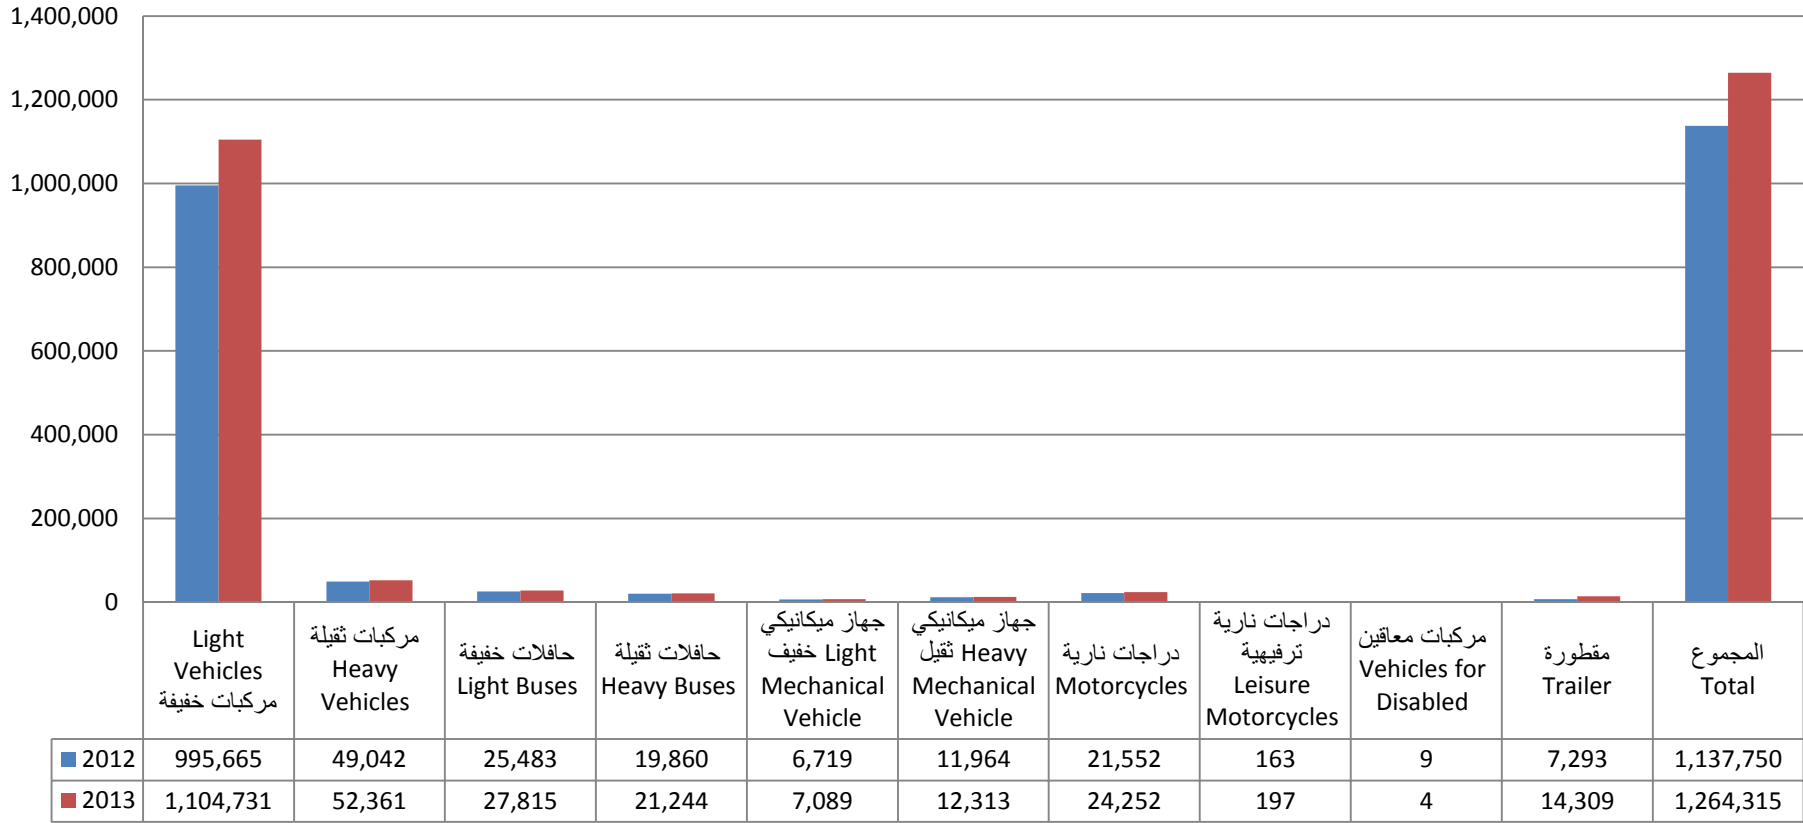 1,400,000
1,200,000
1,000,000
800,000
600,000
400,000
200,000
0
Light
Vehicles
مركبات خفيفة
مركبات ثقيلة
Heavy
Vehicles
حافلات خفيفة
Light Buses
حافلات ثقيلة
Heavy Buses
جهاز ميكانيكي
خفيف Light
Mechanical
Vehicle
جهاز ميكانيكي
ثقيل Heavy
Mechanical
Vehicle
دراجات نارية
Motorcycles
دراجات نارية
ترفيهية
Leisure
Motorcycles
مركبات معاقين
Vehicles for
Disabled
مقطورة
Trailer
المجموع
Total
2012 995,665 49,042 25,483 19,860 6,719 11,964 21,552 163 9 7,293 1,137,750
2013 1,104,731 52,361 27,815 21,244 7,089 12,313 24,252 197 4 14,309 1,264,315